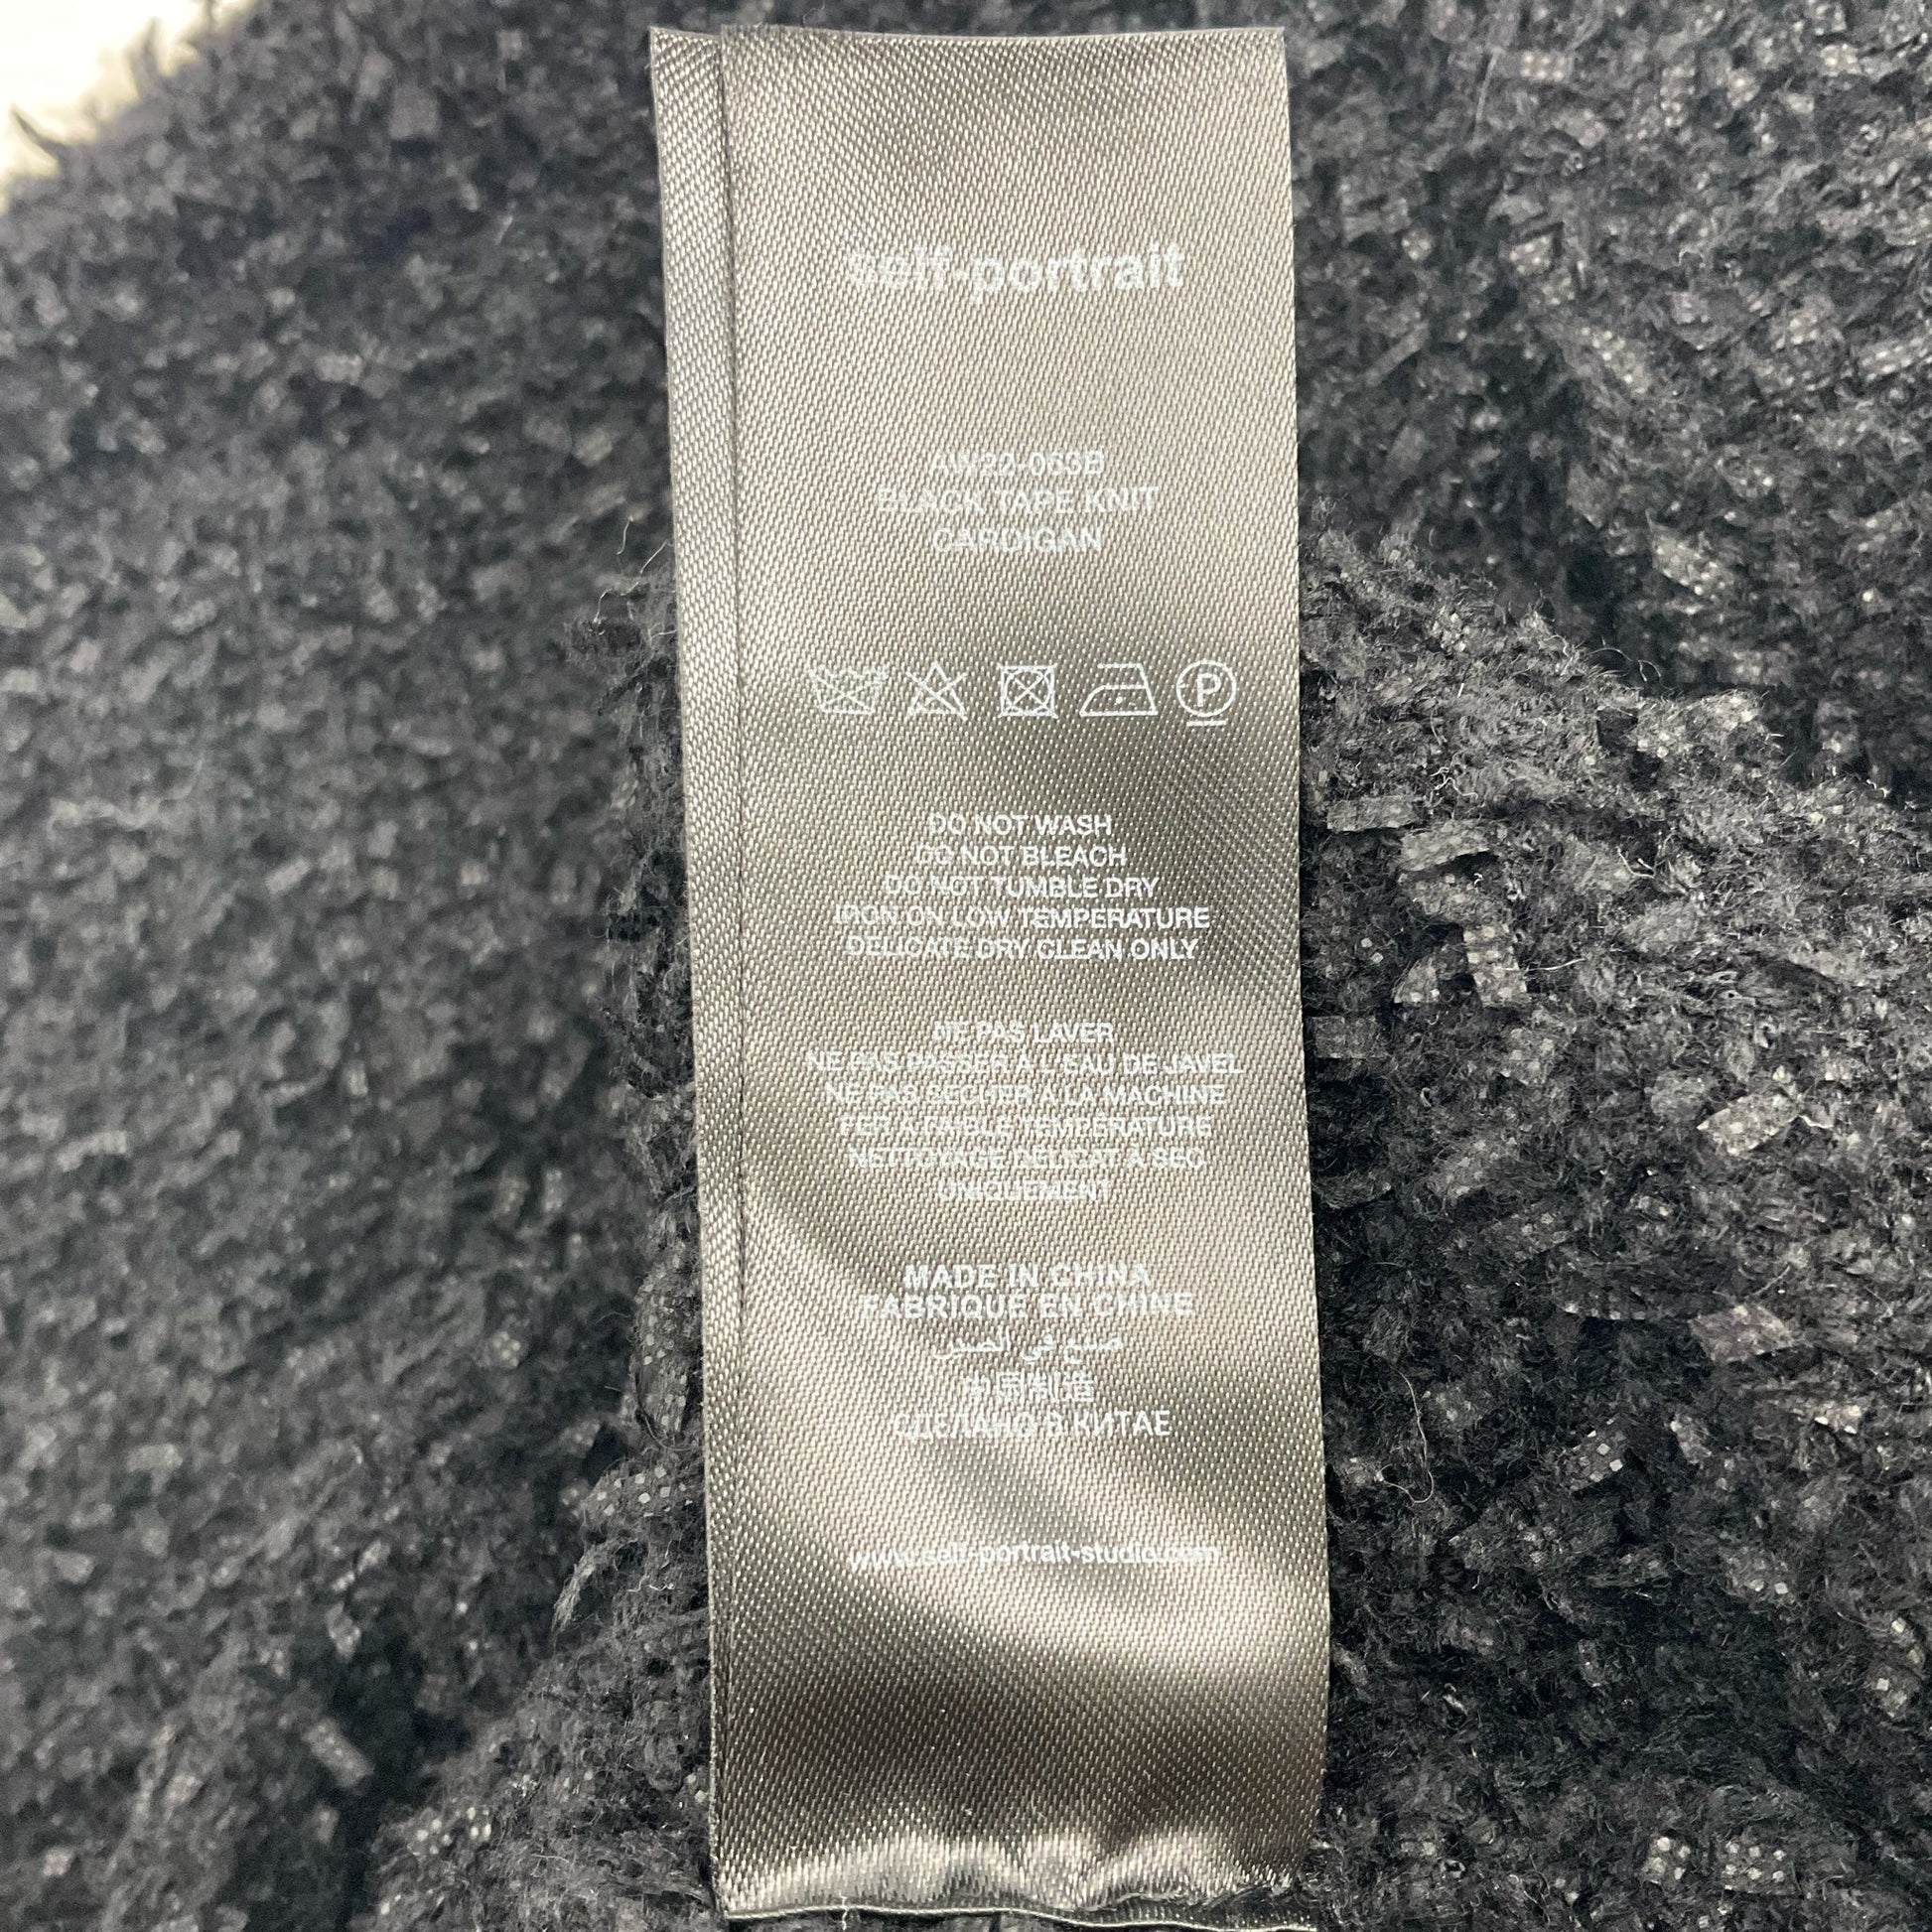 self-portrait
AW22-053B
BLACK TAPE KNIT
CARDIGAN
P
DO NOT WASH
DO NOT BLEACH
DO NOT TUMBLE DRY
IRON ON LOW TEMPERATURE
DELICATE DRY CLEAN ONLY
NE PAS LAVER
NE PAS PASSER À L'EAU DE JAVEL
NE PAS SECHER A LA MACHINE
FER A FAIBLE TEMPERATURE
NETTOYAGE DELICAT A SEC
UNIQUEMENT
MADE IN CHINA
FABRIQUE EN CHINE
صنع في الصين
中国制造
СДЕЛАНО В КИТАЕ
www.self-portrait-studio.com